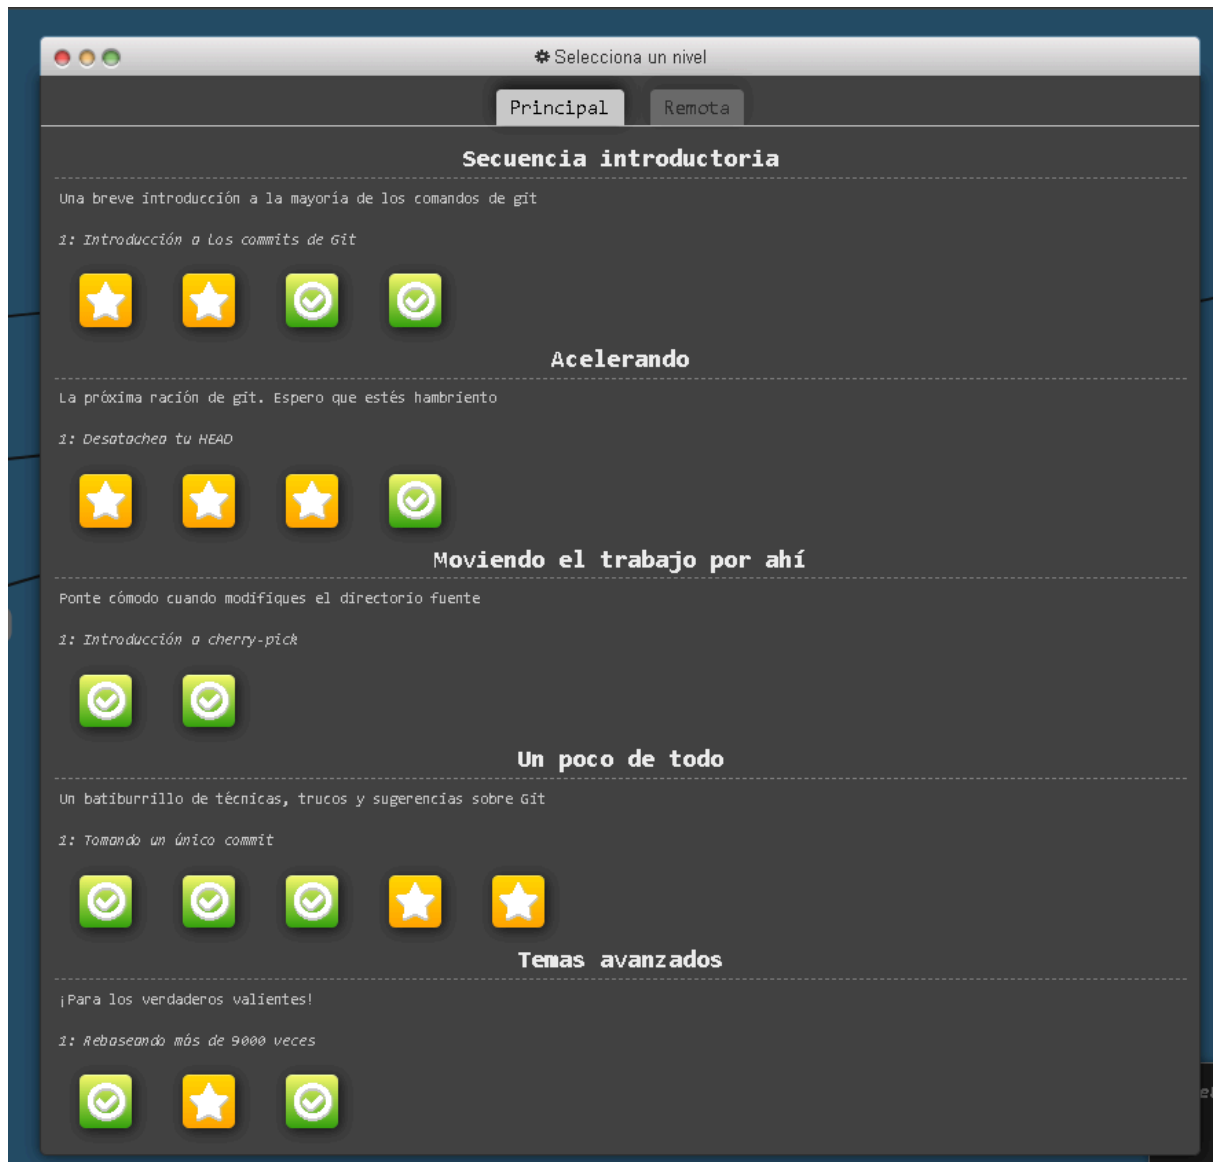 Selecciona un nivel
Principal Remota
Secuencia introductoria
Una breve introducción a la mayoría de los comandos de git
1: Introducción a Los commits de Git
Acelerando
La próxima ración de git. Espero que estés hambriento
1: Desatachea tu HEAD
Moviendo el trabajo por ahí
Ponte cómodo cuando modifiques el directorio fuente
1: Introducción a cherry-pick
Un poco de todo
Un batiburrillo de técnicas, trucos y sugerencias sobre Git
1: Tomando un único commit
Temas avanzados
¡Para los verdaderos valientes!
1: Rebaseando más de 9000 veces